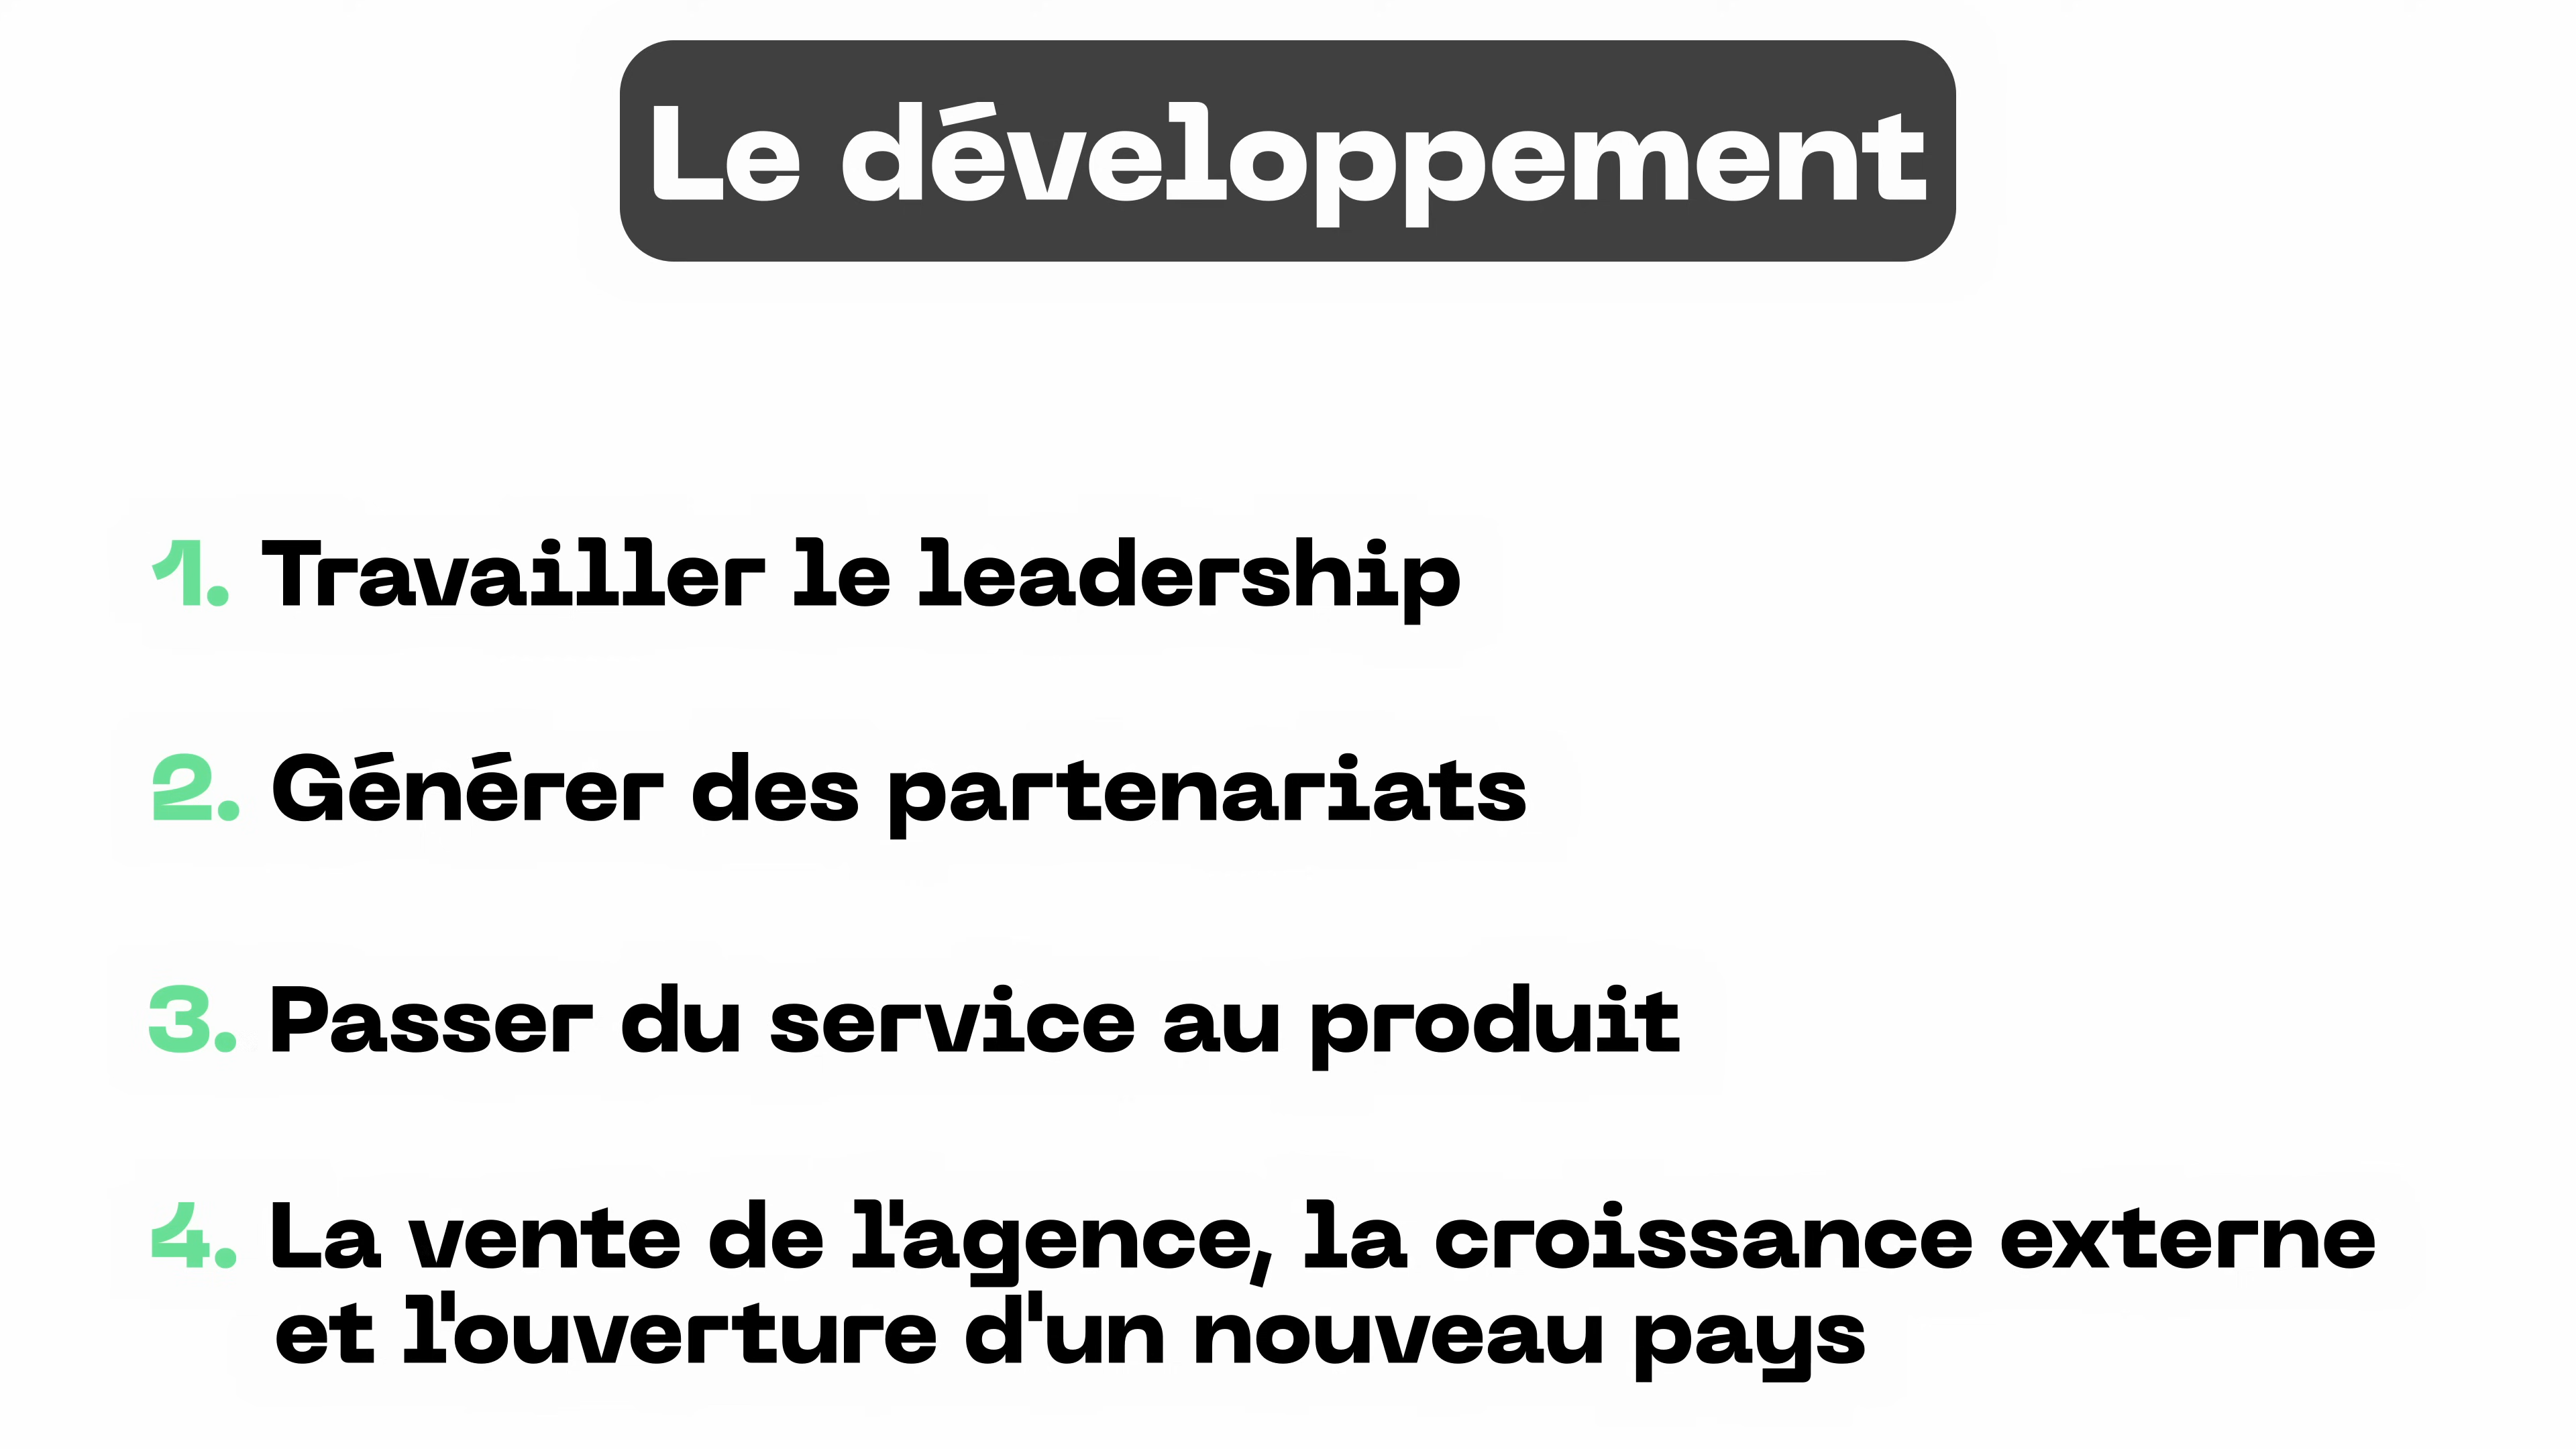 Le développement
1. Travailler le leadership
2. Générer des partenariats
3. Passer du service au produit
4. La vente de l'agence, la croissance externe
et l'ouverture d'un nouveau pays